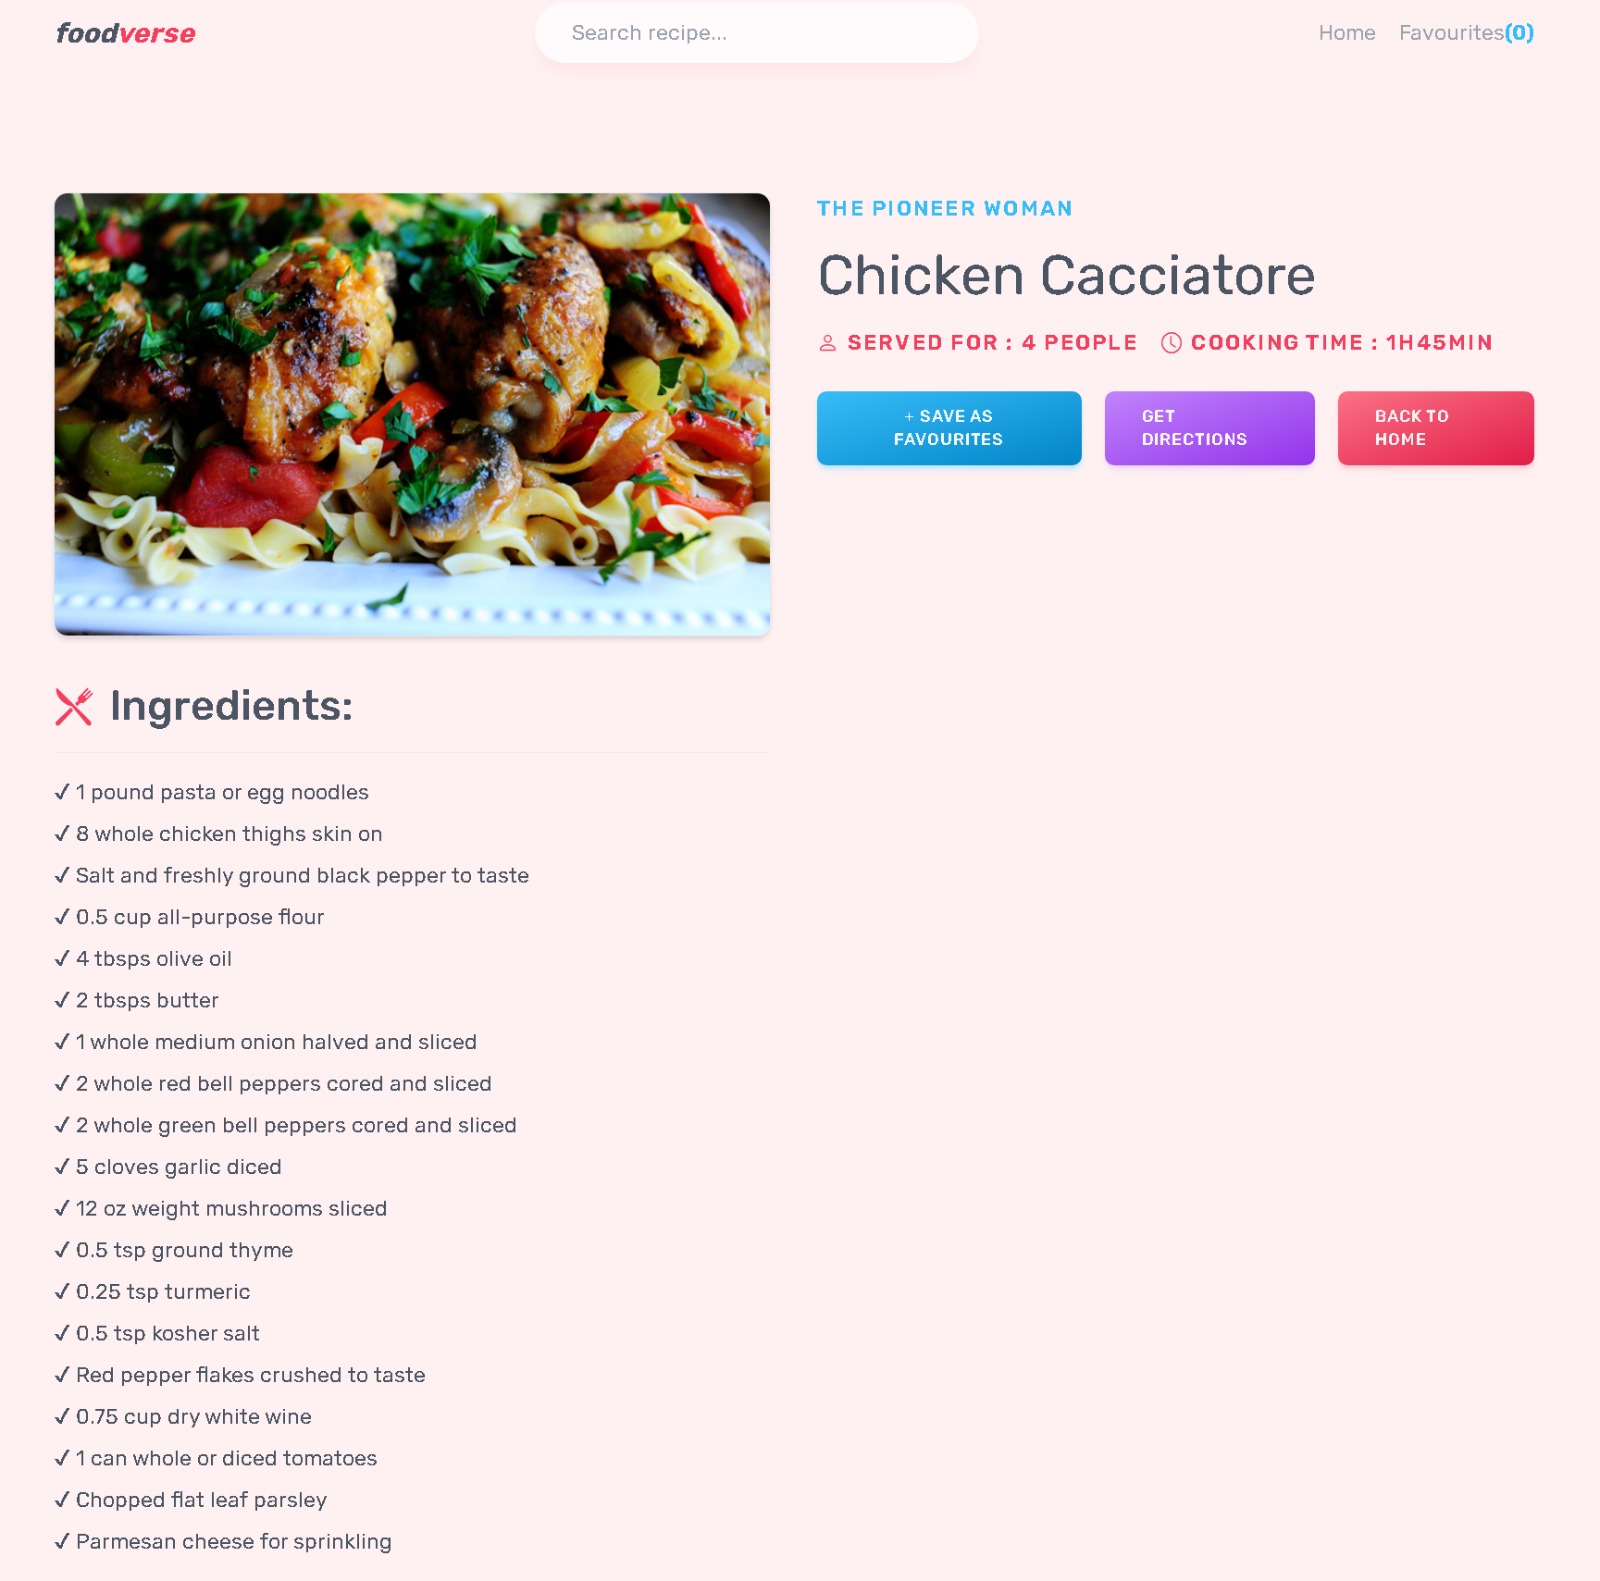 foodverse
Search recipe...
Home Favourites(0)
THE PIONEER WOMAN
Chicken Cacciatore
SERVED FOR : 4 PEOPLE COOKING TIME : 1H45MIN
+ SAVE AS
FAVOURITES
GET
DIRECTIONS
BACK TO
HOME
Ingredients:
✓ 1 pound pasta or egg noodles
✓ 8 whole chicken thighs skin on
✓ Salt and freshly ground black pepper to taste
✓ 0.5 cup all-purpose flour
✓ 4 tbsps olive oil
✓ 2 tbsps butter
✓ 1 whole medium onion halved and sliced
✓ 2 whole red bell peppers cored and sliced
✓ 2 whole green bell peppers cored and sliced
✓ 5 cloves garlic diced
✓ 12 oz weight mushrooms sliced
✓ 0.5 tsp ground thyme
✓ 0.25 tsp turmeric
✓ 0.5 tsp kosher salt
✓ Red pepper flakes crushed to taste
✓ 0.75 cup dry white wine
✓ 1 can whole or diced tomatoes
✓ Chopped flat leaf parsley
✓ Parmesan cheese for sprinkling